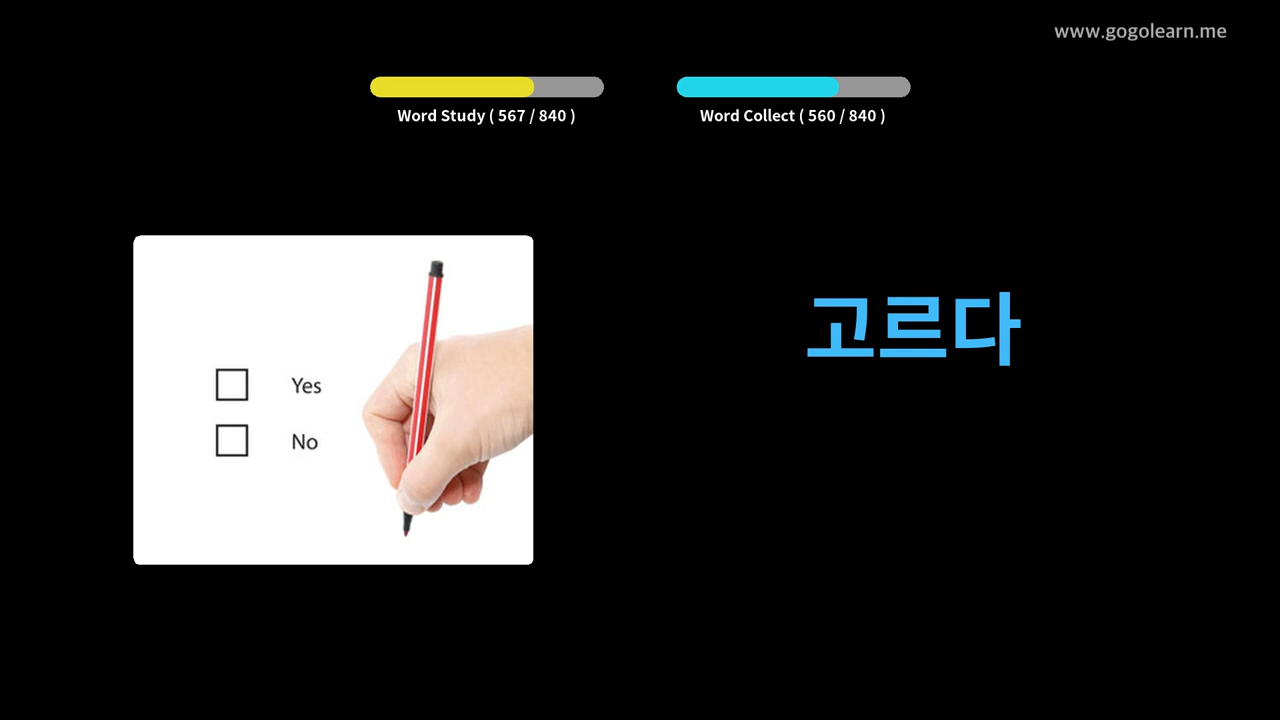 www.gogolearn.me
Word Study ( 567 / 840 )
Word Collect ( 560 / 840 )
고르다
Yes
No